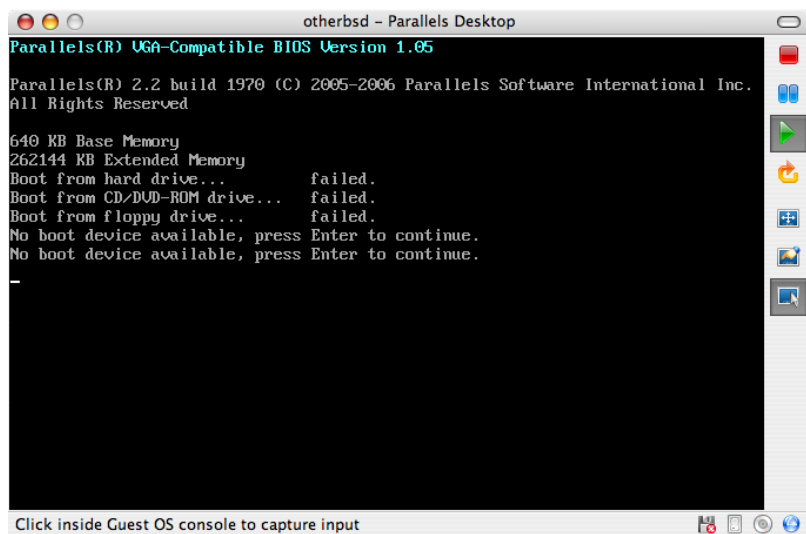 otherbsd – Parallels Desktop
Parallels(R) VGA-Compatible BIOS Version 1.05
Parallels(R) 2.2 build 1970 (C) 2005-2006 Parallels Software International Inc.
All Rights Reserved
640 KB Base Memory
262144 KB Extended Memory
Boot from hard drive... failed.
Boot from CD/DVD-ROM drive... failed.
Boot from floppy drive... failed.
No boot device available, press Enter to continue.
No boot device available, press Enter to continue.
Click inside Guest OS console to capture input